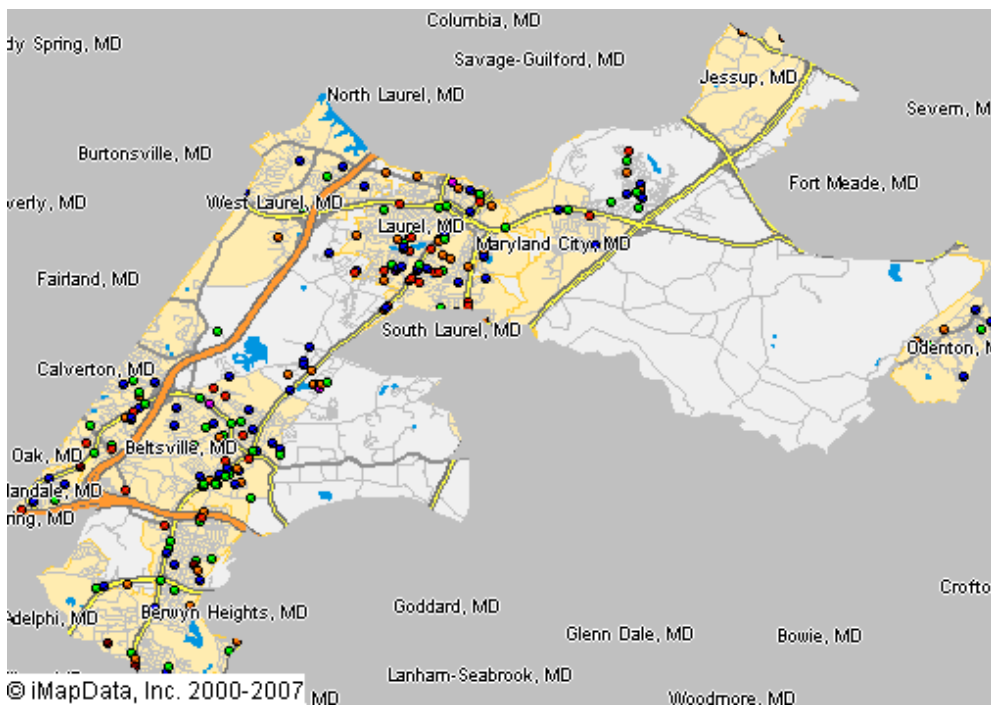 Columbia, MD
dy Spring, MD
Savage-Guilford, MD
Jessup, MD
North Laurel, MD
Severn, M
Burtonsville, MD
Fort Meade, MD
verly, MD
West Laurel, MD
Laurel, MD
Maryland City, MD
Fairland, MD
South Laurel, MD
Odenton, M
Calverton, MD
Beltsville, MD
Oak, MD
landale, MD
ring, MD
Crofto
Adelphi, MD
Berwyn Heights, MD
Goddard, MD
Glenn Dale, MD
Bowie, MD
Lanham-Seabrook, MD
© iMapData, Inc. 2000-2007
MD
Woodmore, MD